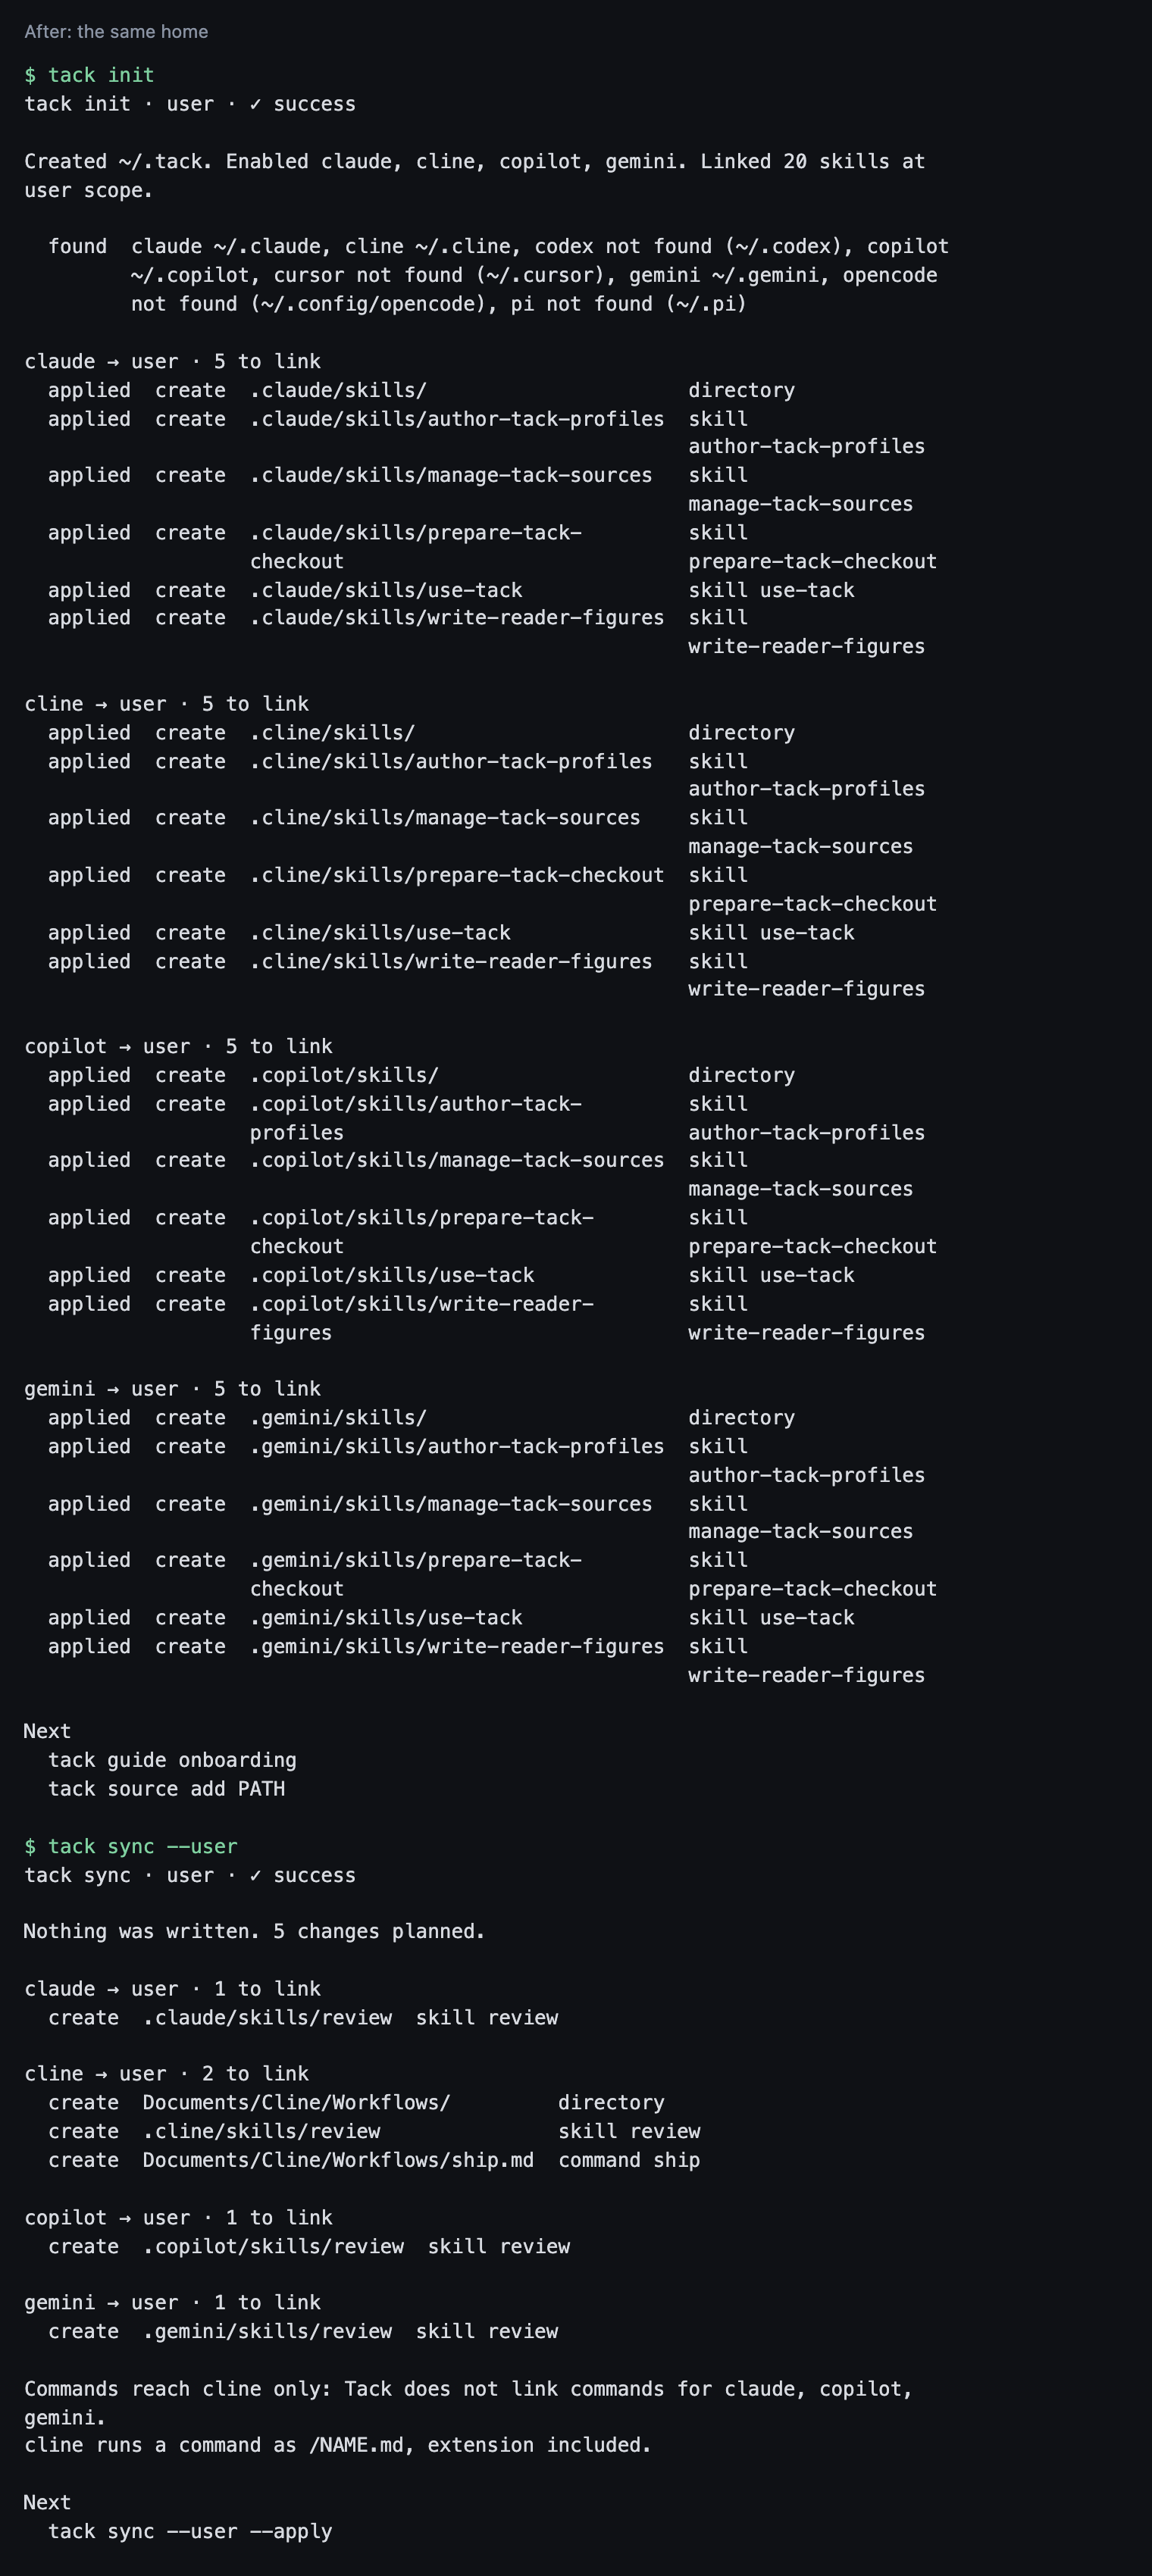 After: the same home
$ tack init
tack init · user · ✓ success
Created ~/.tack. Enabled claude, cline, copilot, gemini. Linked 20 skills at
user scope.
found  claude ~/.claude, cline ~/.cline, codex not found (~/.codex), copilot
~/.copilot, cursor not found (~/.cursor), gemini ~/.gemini, opencode
not found (~/.config/opencode), pi not found (~/.pi)
claude → user · 5 to link
applied  create  .claude/skills/  directory
applied  create  .claude/skills/author-tack-profiles  skill
author-tack-profiles
applied  create  .claude/skills/manage-tack-sources  skill
manage-tack-sources
applied  create  .claude/skills/prepare-tack-  skill
checkout  prepare-tack-checkout
applied  create  .claude/skills/use-tack  skill use-tack
applied  create  .claude/skills/write-reader-figures  skill
write-reader-figures
cline → user · 5 to link
applied  create  .cline/skills/  directory
applied  create  .cline/skills/author-tack-profiles  skill
author-tack-profiles
applied  create  .cline/skills/manage-tack-sources  skill
manage-tack-sources
applied  create  .cline/skills/prepare-tack-checkout  skill
prepare-tack-checkout
applied  create  .cline/skills/use-tack  skill use-tack
applied  create  .cline/skills/write-reader-figures  skill
write-reader-figures
copilot → user · 5 to link
applied  create  .copilot/skills/  directory
applied  create  .copilot/skills/author-tack-  skill
profiles  author-tack-profiles
applied  create  .copilot/skills/manage-tack-sources  skill
manage-tack-sources
applied  create  .copilot/skills/prepare-tack-  skill
checkout  prepare-tack-checkout
applied  create  .copilot/skills/use-tack  skill use-tack
applied  create  .copilot/skills/write-reader-  skill
figures  write-reader-figures
gemini → user · 5 to link
applied  create  .gemini/skills/  directory
applied  create  .gemini/skills/author-tack-profiles  skill
author-tack-profiles
applied  create  .gemini/skills/manage-tack-sources  skill
manage-tack-sources
applied  create  .gemini/skills/prepare-tack-  skill
checkout  prepare-tack-checkout
applied  create  .gemini/skills/use-tack  skill use-tack
applied  create  .gemini/skills/write-reader-figures  skill
write-reader-figures
Next
tack guide onboarding
tack source add PATH
$ tack sync --user
tack sync · user · ✓ success
Nothing was written. 5 changes planned.
claude → user · 1 to link
create  .claude/skills/review  skill review
cline → user · 2 to link
create  Documents/Cline/Workflows/  directory
create  .cline/skills/review  skill review
create  Documents/Cline/Workflows/ship.md  command ship
copilot → user · 1 to link
create  .copilot/skills/review  skill review
gemini → user · 1 to link
create  .gemini/skills/review  skill review
Commands reach cline only: Tack does not link commands for claude, copilot,
gemini.
cline runs a command as /NAME.md, extension included.
Next
tack sync --user --apply